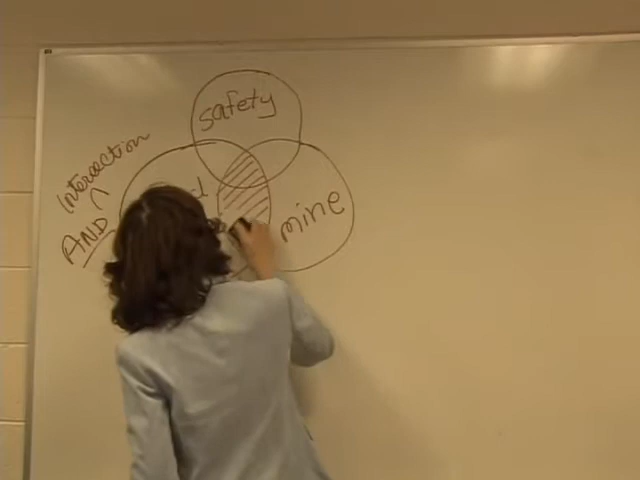 safety
Intersection
∩
AND
mine